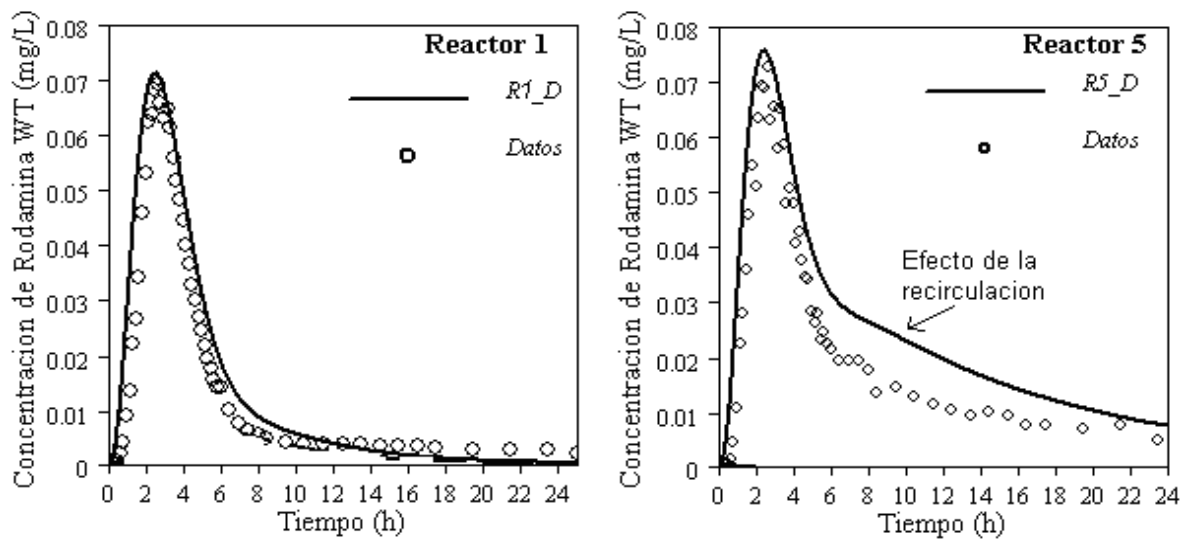 Concentracion de Rodamina WT (mg/L)
0.08
0.07
0.06
0.05
0.04
0.03
0.02
0.01
0
Reactor 1
R1_D
Datos
0 2 4 6 8 10 12 14 16 18 20 22 24
Tiempo (h)
Concentracion de Rodamina WT (mg/L)
0.08
0.07
0.06
0.05
0.04
0.03
0.02
0.01
0
Reactor 5
R5_D
Datos
Efecto de la
recirculacion
0 2 4 6 8 10 12 14 16 18 20 22 24
Tiempo (h)